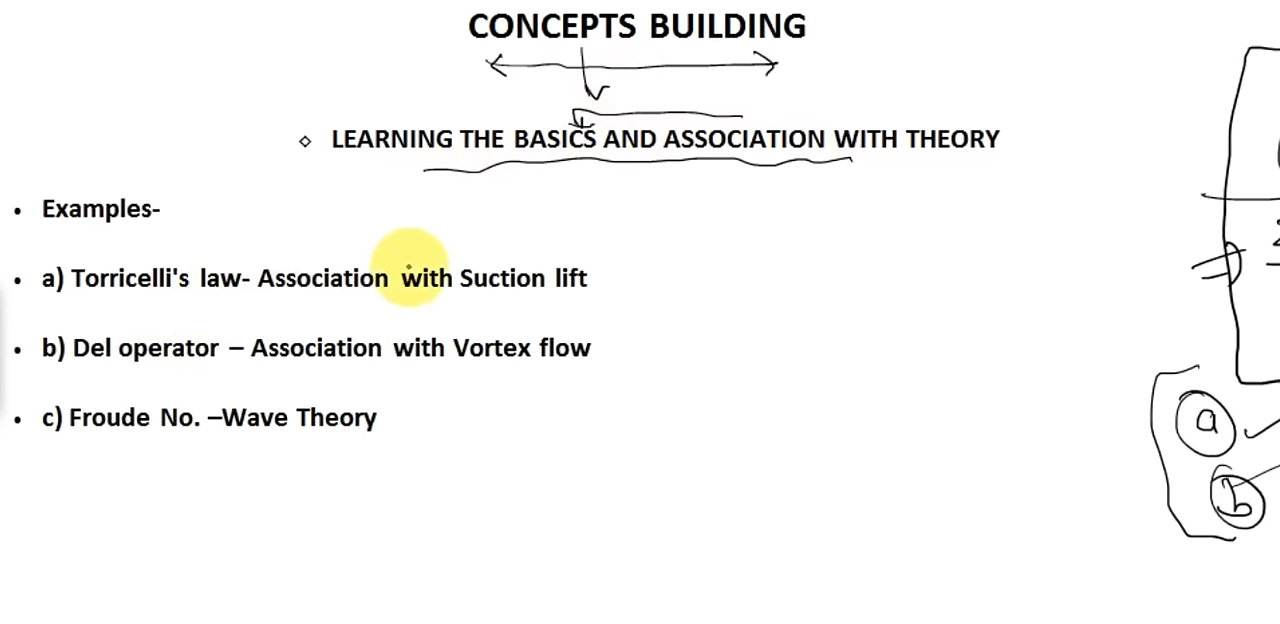 CONCEPTS BUILDING
LEARNING THE BASICS AND ASSOCIATION WITH THEORY
Examples-
a) Torricelli's law- Association with Suction lift
b) Del operator – Association with Vortex flow
c) Froude No. –Wave Theory
a
b